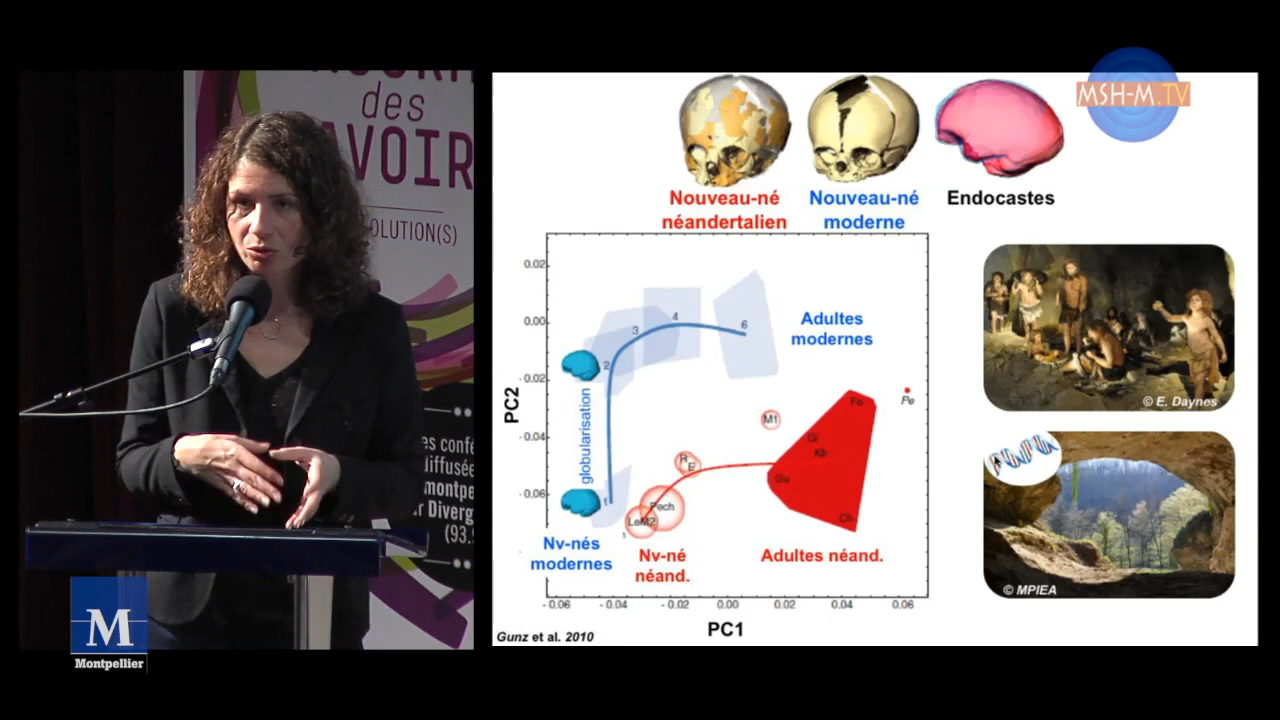 des
VOIR
OLUTION(S)
es confé
diffusée
montpe
r Diverg
(93.9
M
Montpellier
MSH-M.TV
Nouveau-né
néandertalien
Nouveau-né
moderne
Endocastes
0.02
0.00
-0.02
-0.04
-0.06
PC2
globularisation
1
2
3
4
6
Adultes
modernes
Pe
M1
Fe
Gi
Kb
Gu
Ch
R
E
Pech
LeM2
1
Nv-nés
modernes
Nv-né
néand.
Adultes néand.
-0.06
-0.04
-0.02
0.00
0.02
0.04
0.06
PC1
Gunz et al. 2010
© E. Daynes
© MPIEA